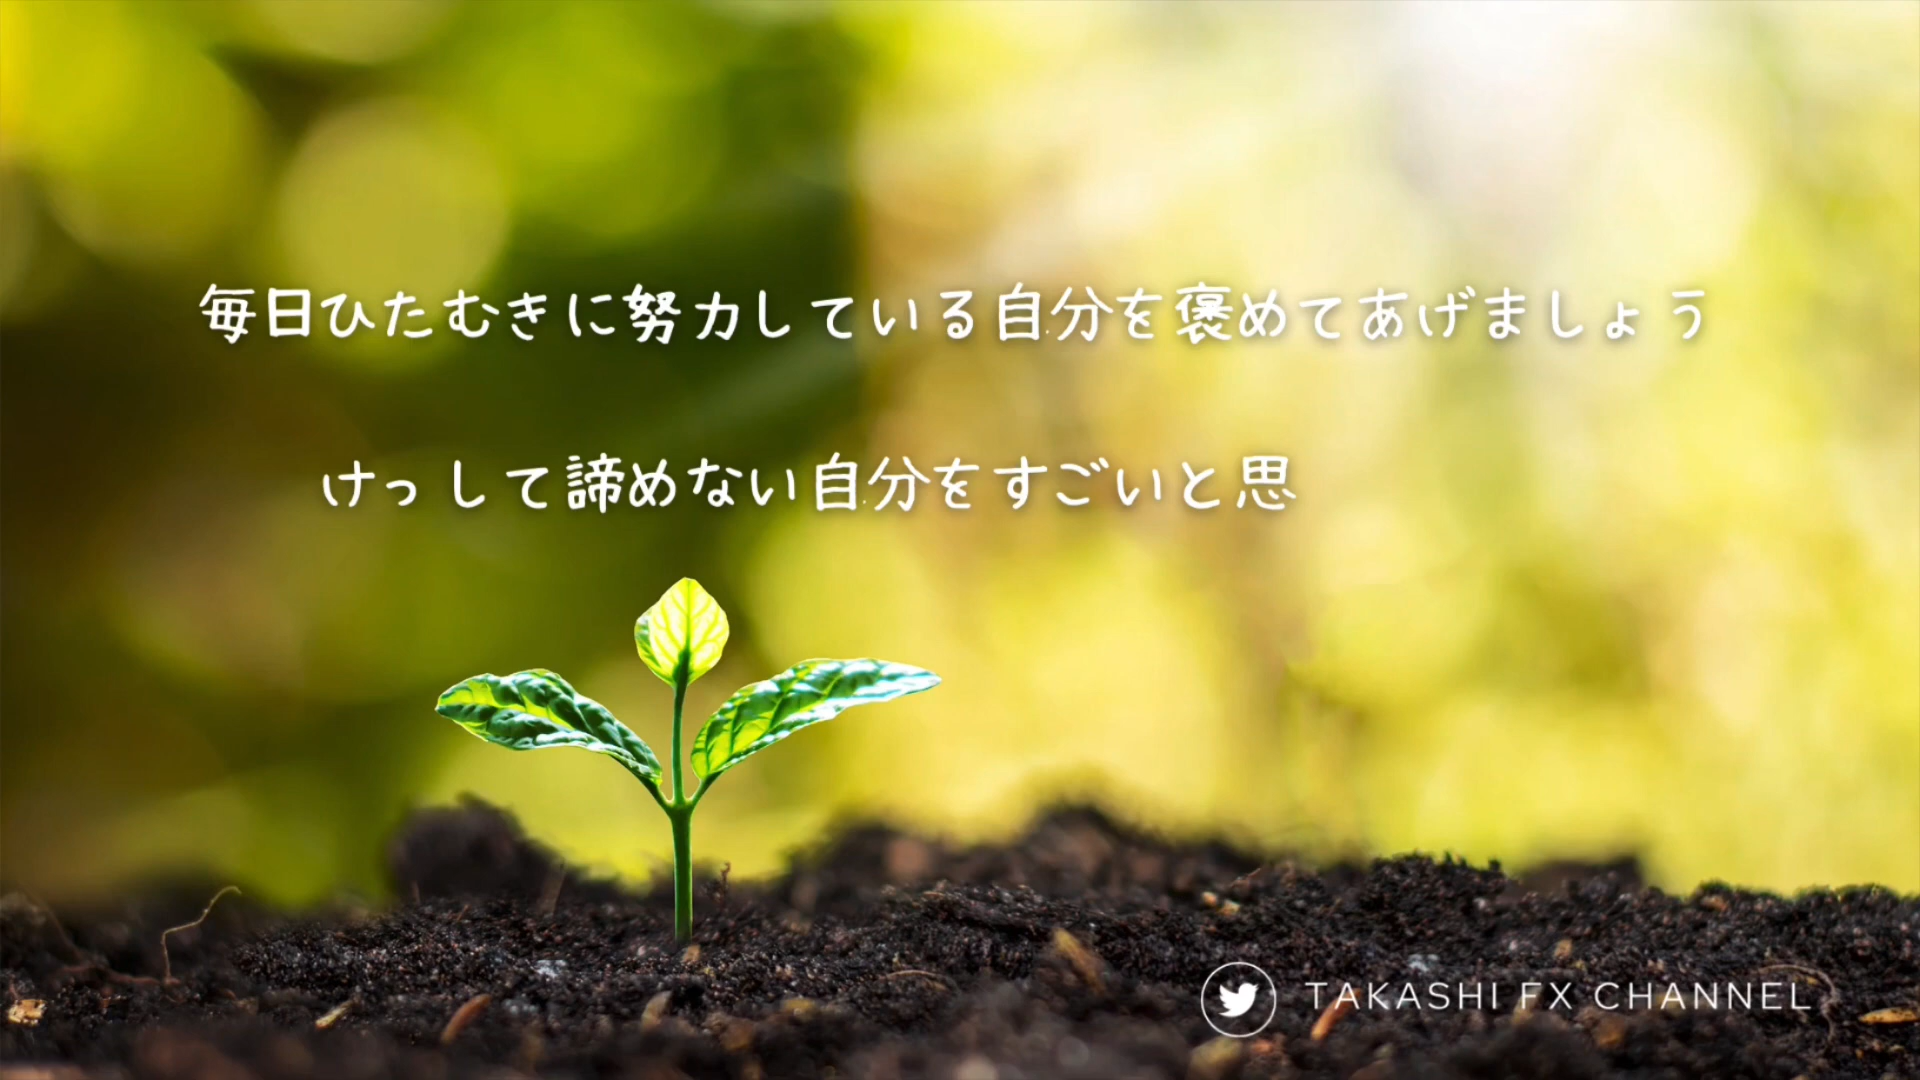 毎日ひたむきに努力している自分を褒めてあげましょう
けっして諦めない自分をすごいと思
TAKASHI FX CHANNEL